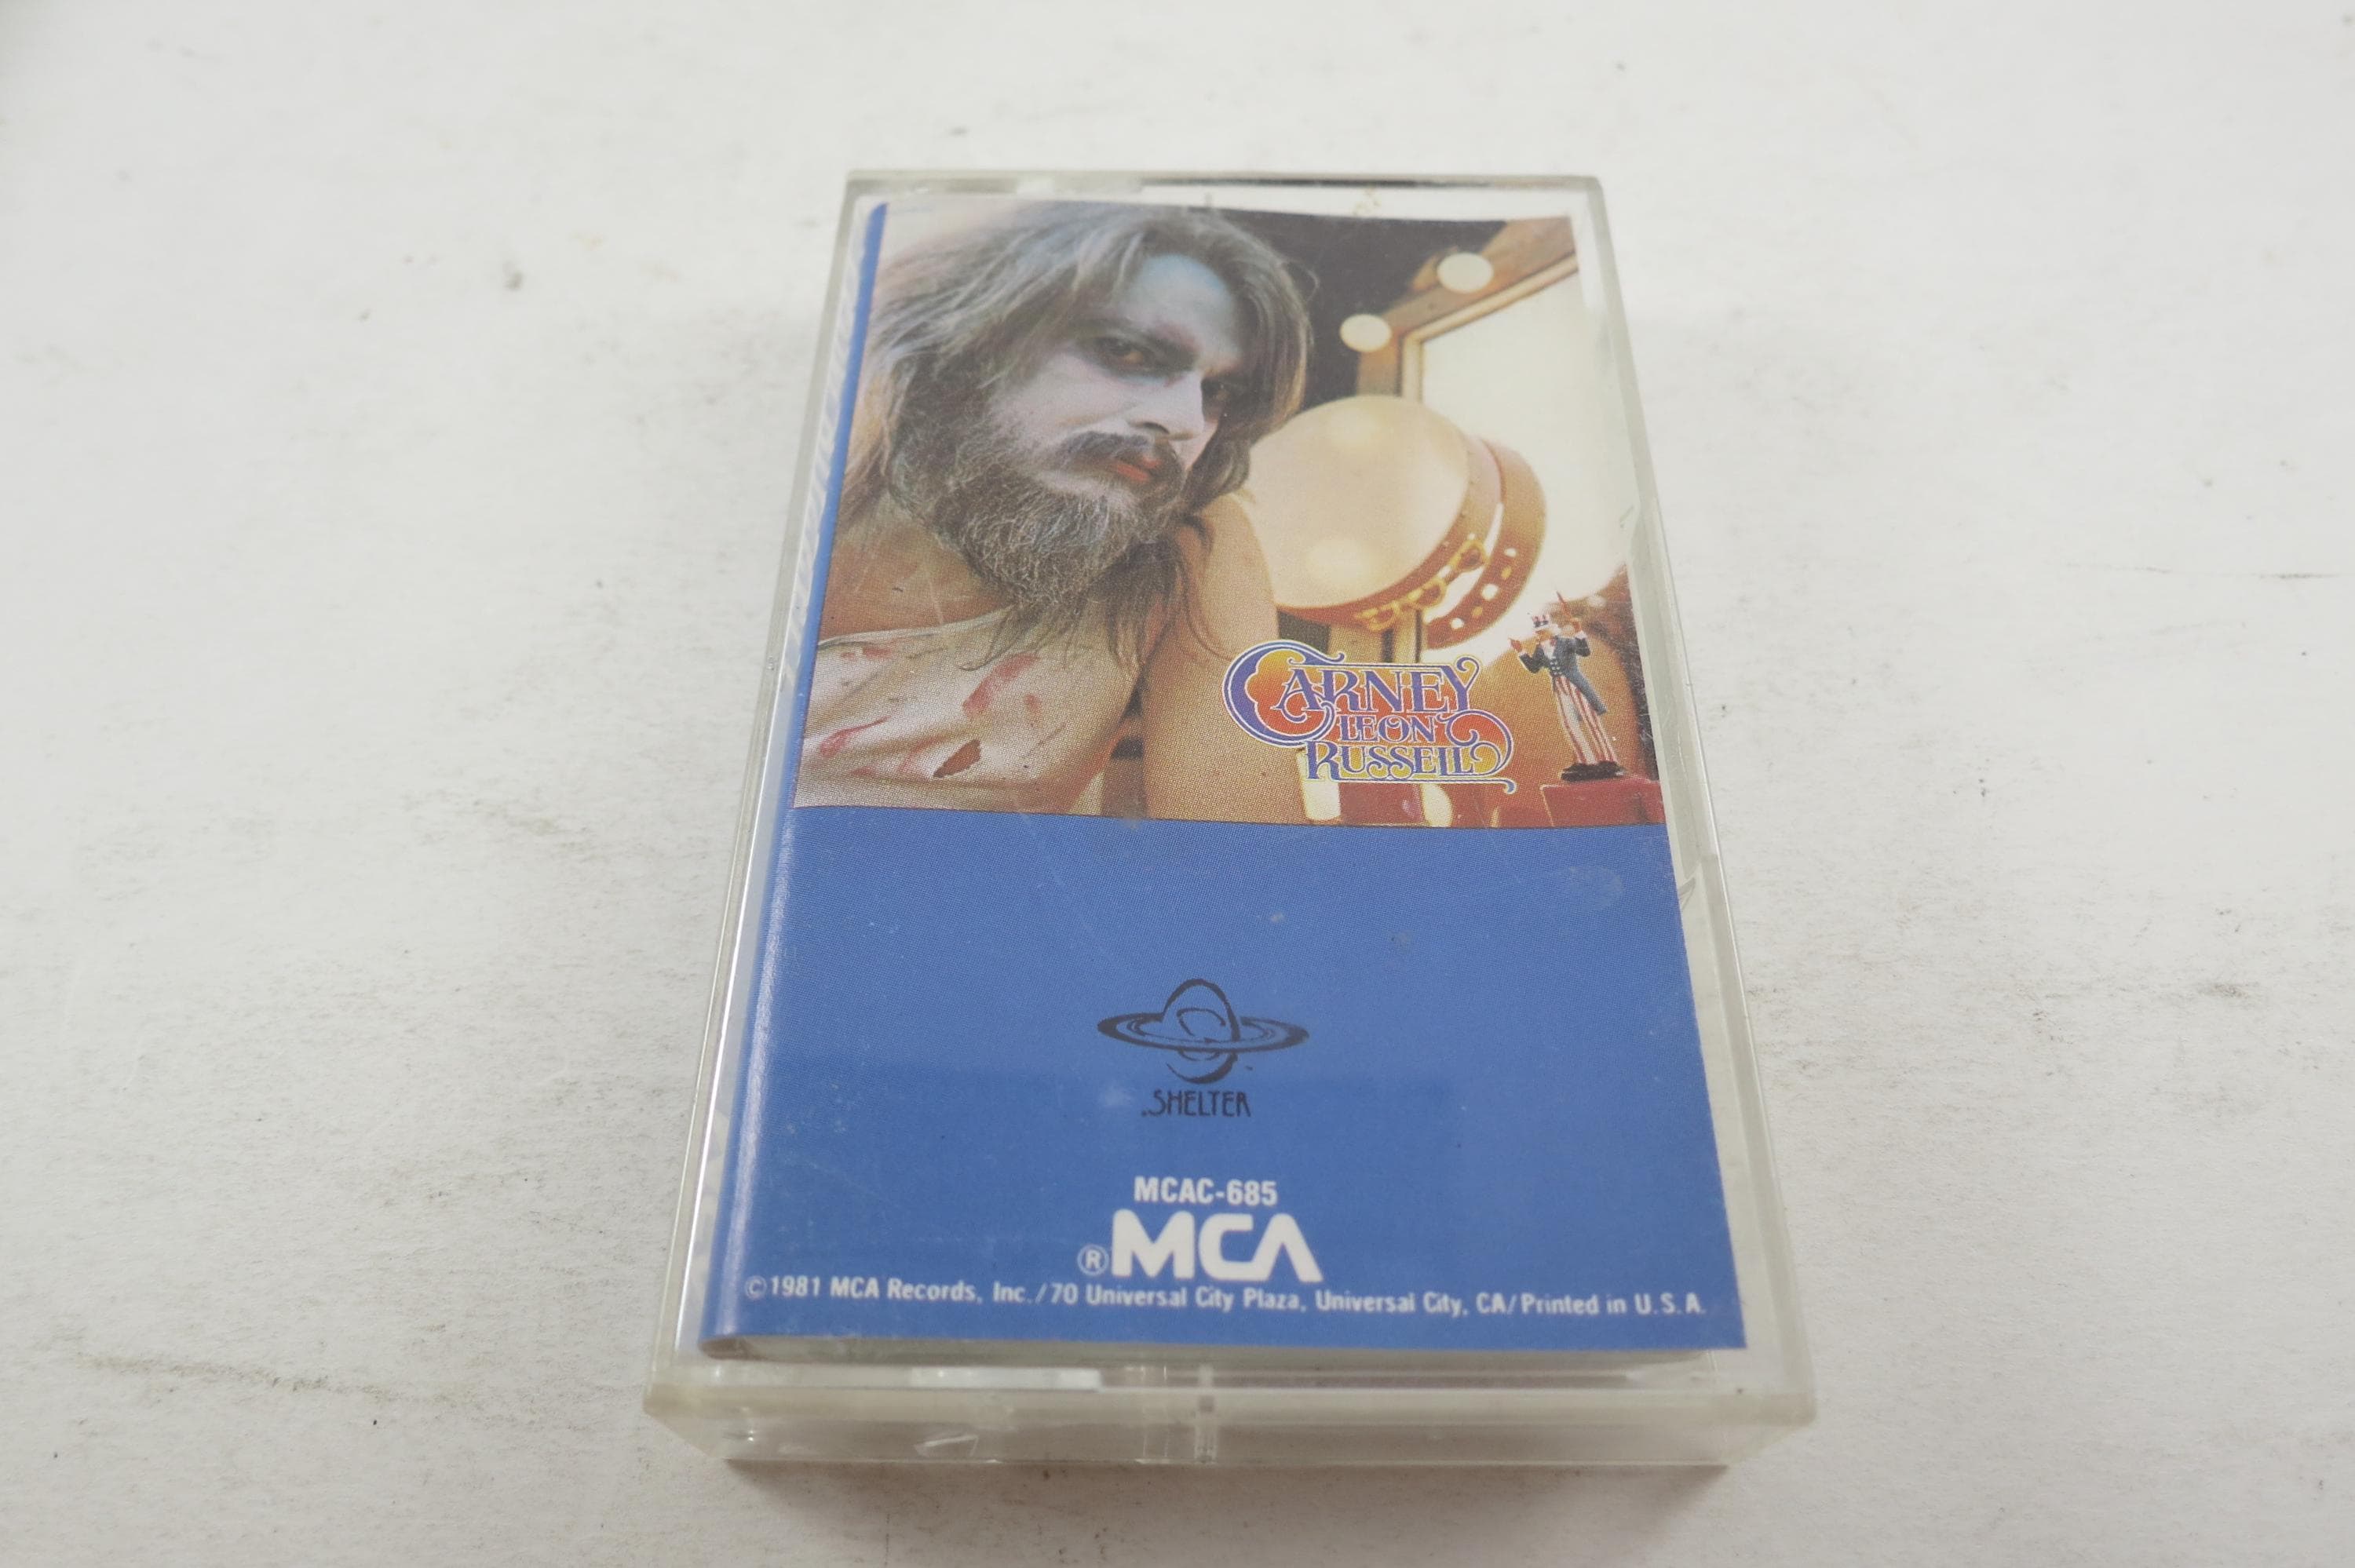 CARNEY
LEON
RUSSELL
SHELTER
MCAC-685
®MCA
©1981 MCA Records, Inc./70 Universal City Plaza, Universal City, CA/Printed in U.S.A.